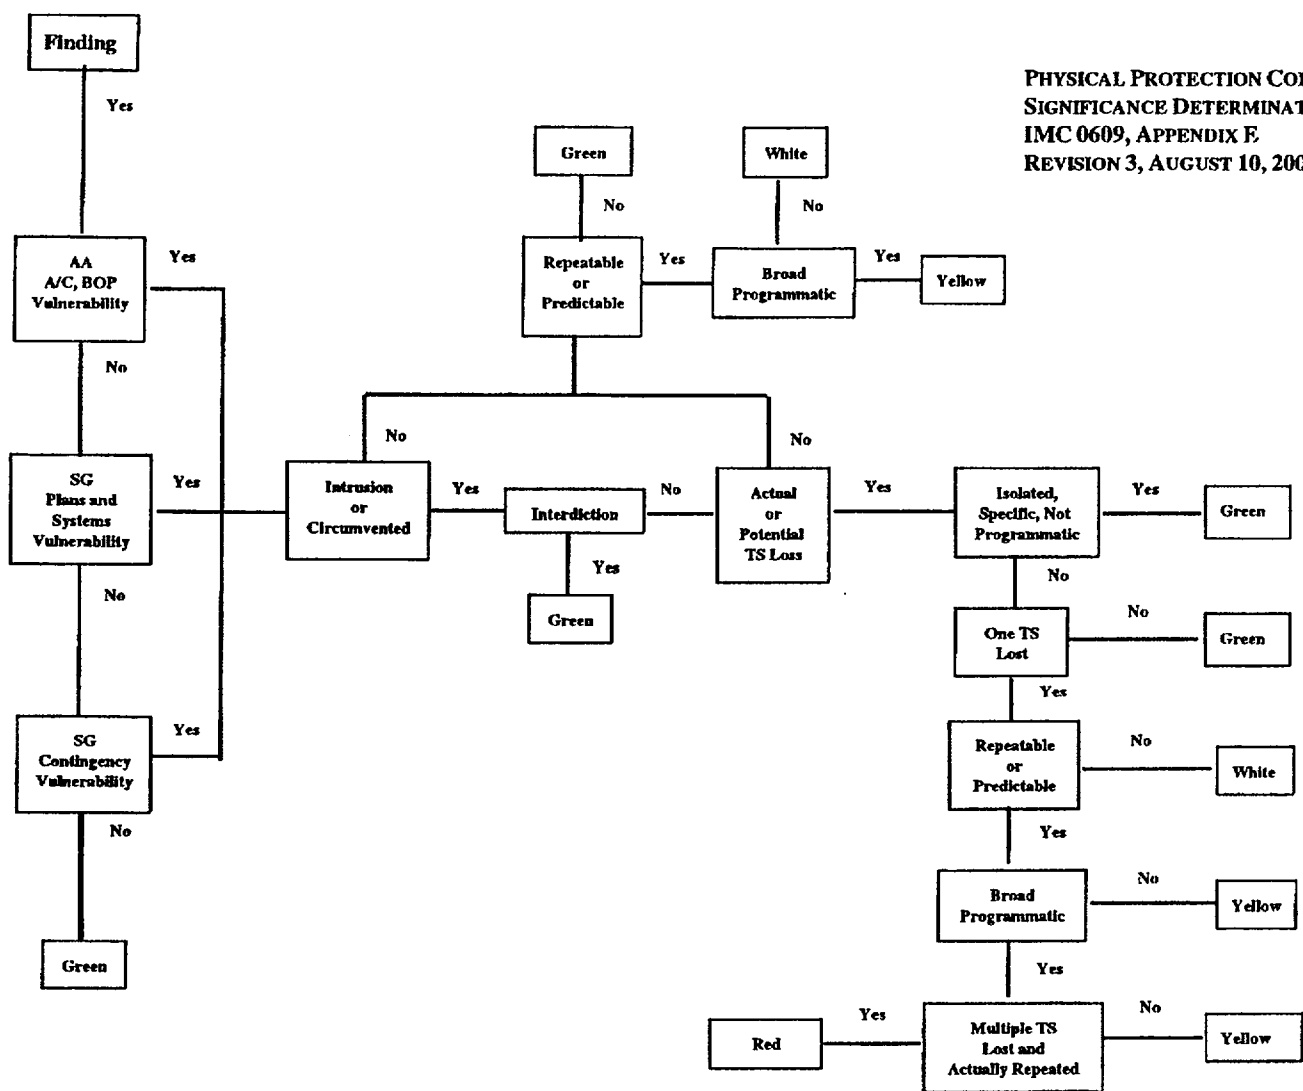 Finding
Yes
PHYSICAL PROTECTION
SIGNIFICANCE
IMC 0609, APPENDIX E
REVISION 3, AUGUST 10,
Green
White
No
No
AA
A/C, BOP
Vulnerability
Yes
Repeatable
or
Predictable
Yes
Broad
Programmatic
Yes
Yellow
No
No
No
SG
Plans and
Systems
Vulnerability
Yes
Intrusion
or
Circumvented
Yes
Interdiction
No
Actual
or
Potential
TS Loss
Yes
Isolated,
Specific, Not
Programmatic
Yes
Green
Yes
Green
No
No
One TS
Lost
No
Green
Yes
SG
Contingency
Vulnerability
Yes
Repeatable
or
Predictable
No
White
No
Yes
Green
Broad
Programmatic
No
Yellow
Yes
Red
Yes
Multiple TS
Lost and
Actually Repeated
No
Yellow